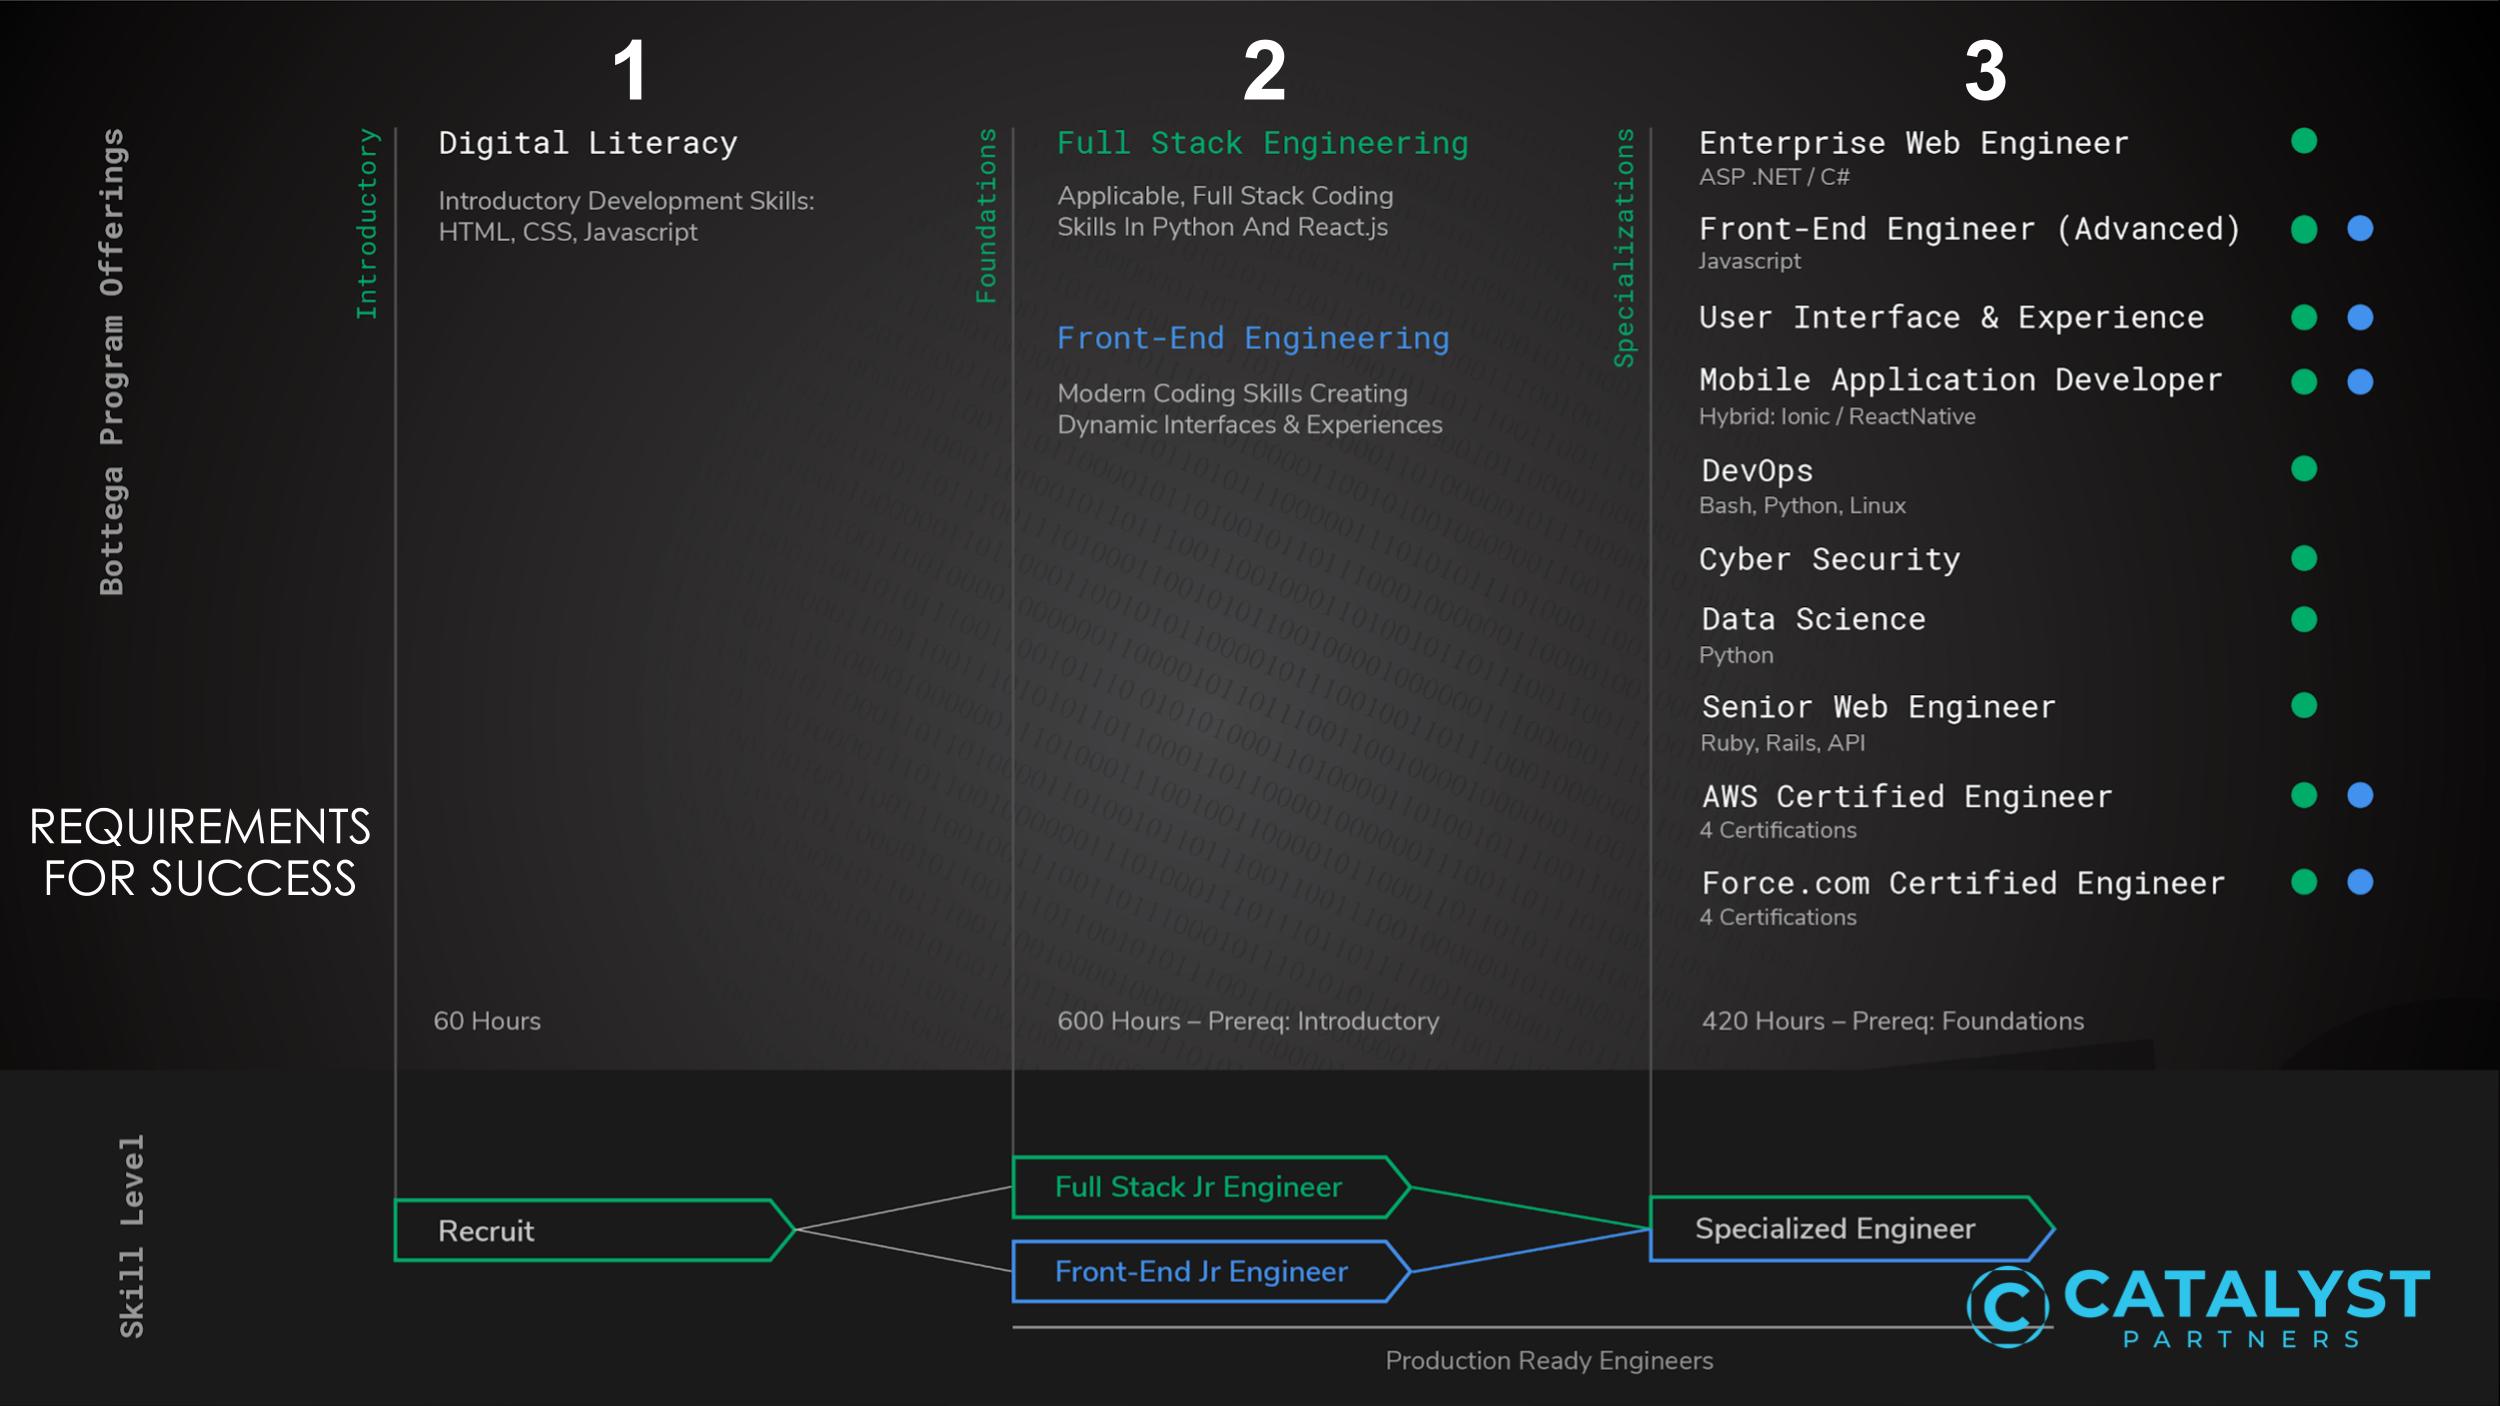 1
2
3
Bottega Program Offerings
Introductory
Digital Literacy
Introductory Development Skills:
HTML, CSS, Javascript
60 Hours
Foundations
Full Stack Engineering
Applicable, Full Stack Coding
Skills In Python And React.js
Front-End Engineering
Modern Coding Skills Creating
Dynamic Interfaces & Experiences
600 Hours – Prereq: Introductory
Specializations
Enterprise Web Engineer
ASP .NET / C#
Front-End Engineer (Advanced)
Javascript
User Interface & Experience
Mobile Application Developer
Hybrid: Ionic / ReactNative
DevOps
Bash, Python, Linux
Cyber Security
Data Science
Python
Senior Web Engineer
Ruby, Rails, API
AWS Certified Engineer
4 Certifications
Force.com Certified Engineer
4 Certifications
420 Hours – Prereq: Foundations
REQUIREMENTS
FOR SUCCESS
Skill Level
Recruit
Full Stack Jr Engineer
Front-End Jr Engineer
Specialized Engineer
Production Ready Engineers
C CATALYST
PARTNERS